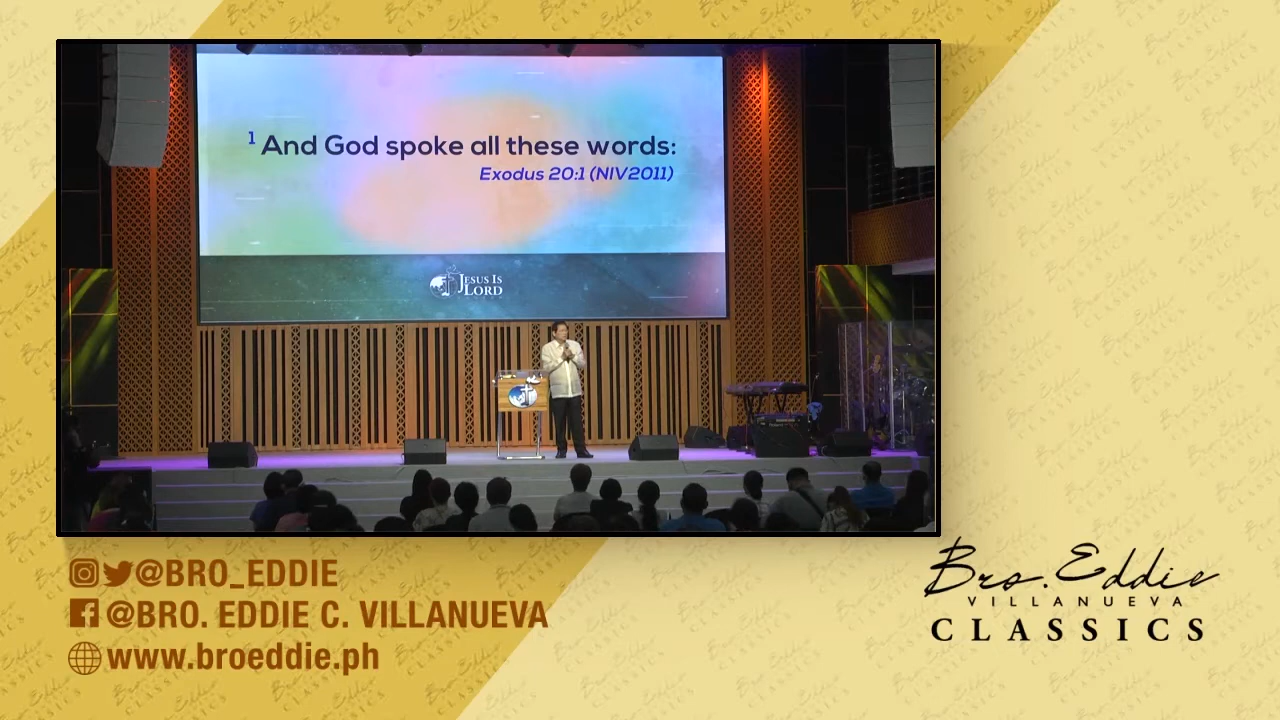 1 And God spoke all these words:
Exodus 20:1 (NIV2011)
JESUS IS
LORD
@BRO_EDDIE
@BRO. EDDIE C. VILLANUEVA
www.broeddie.ph
Bro. Eddie
VILLANUEVA
CLASSICS